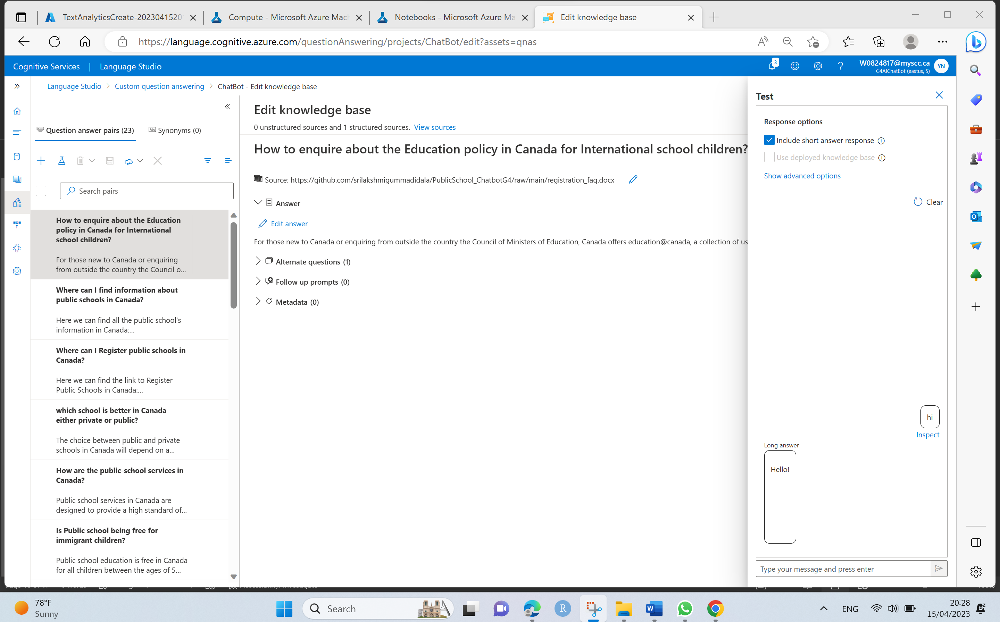 TextAnalyticsCreate-2023041520
Compute - Microsoft Azure Mach
Notebooks - Microsoft Azure Ma
Edit knowledge base
https://language.cognitive.azure.com/questionAnswering/projects/ChatBot/edit?assets=qnas
Cognitive Services | Language Studio
3
W0824817@myscc.ca
G4AIChatBot (eastus, S)
YN
Language Studio > Custom question answering > ChatBot - Edit knowledge base
Question answer pairs (23)
Abc Synonyms (0)
Search pairs
How to enquire about the Education
policy in Canada for International
school children?
For those new to Canada or enquiring
from outside the country the Council o...
Where can I find information about
public schools in Canada?
Here we can find all the public school's
information in Canada:...
Where can I Register public schools in
Canada?
Here we can find the link to Register
Public Schools in Canada:...
which school is better in Canada
either private or public?
The choice between public and private
schools in Canada will depend on a...
How are the public-school services in
Canada?
Public school services in Canada are
designed to provide a high standard of...
Is Public school being free for
immigrant children?
Public school education is free in Canada
for all children between the ages of 5...
Edit knowledge base
0 unstructured sources and 1 structured sources. View sources
How to enquire about the Education policy in Canada for International school children?
Source: https://github.com/srilakshmigummadidala/PublicSchool_ChatbotG4/raw/main/registration_faq.docx
Answer
Edit answer
For those new to Canada or enquiring from outside the country the Council of Ministers of Education, Canada offers education@canada, a collection of us
Alternate questions (1)
Follow up prompts (0)
Metadata (0)
Test
Response options
Include short answer response
Use deployed knowledge base
Show advanced options
Clear
hi
Inspect
Long answer
Hello!
Type your message and press enter
78°F
Sunny
Search
ENG
20:28
15/04/2023